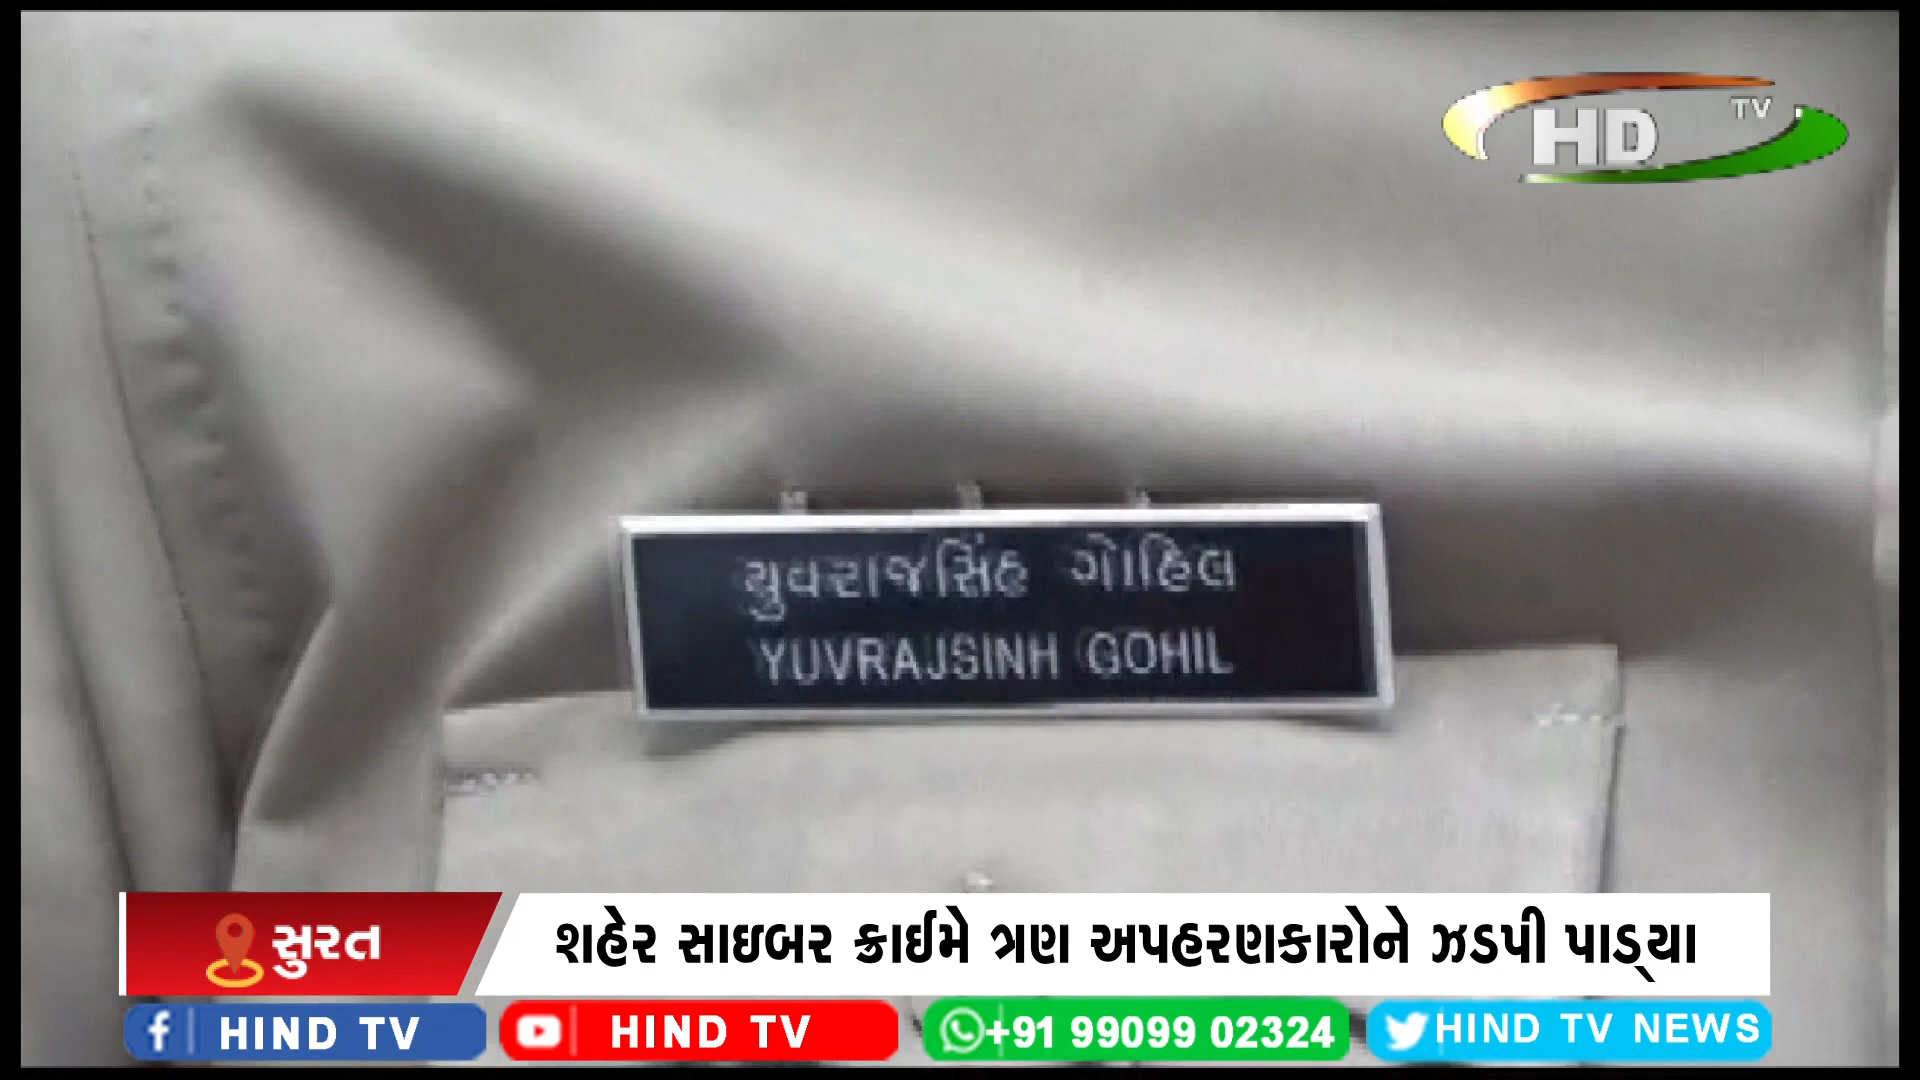 HD TV
યુવરાજસિંહ ગોહિલ
YUVRAJSINH GOHIL
સુરત
શહેર સાઇબર ક્રાઈમે ત્રણ અપહરણકારોને ઝડપી પાડ્યા
HIND TV HIND TV +91 99099 02324 HIND TV NEWS